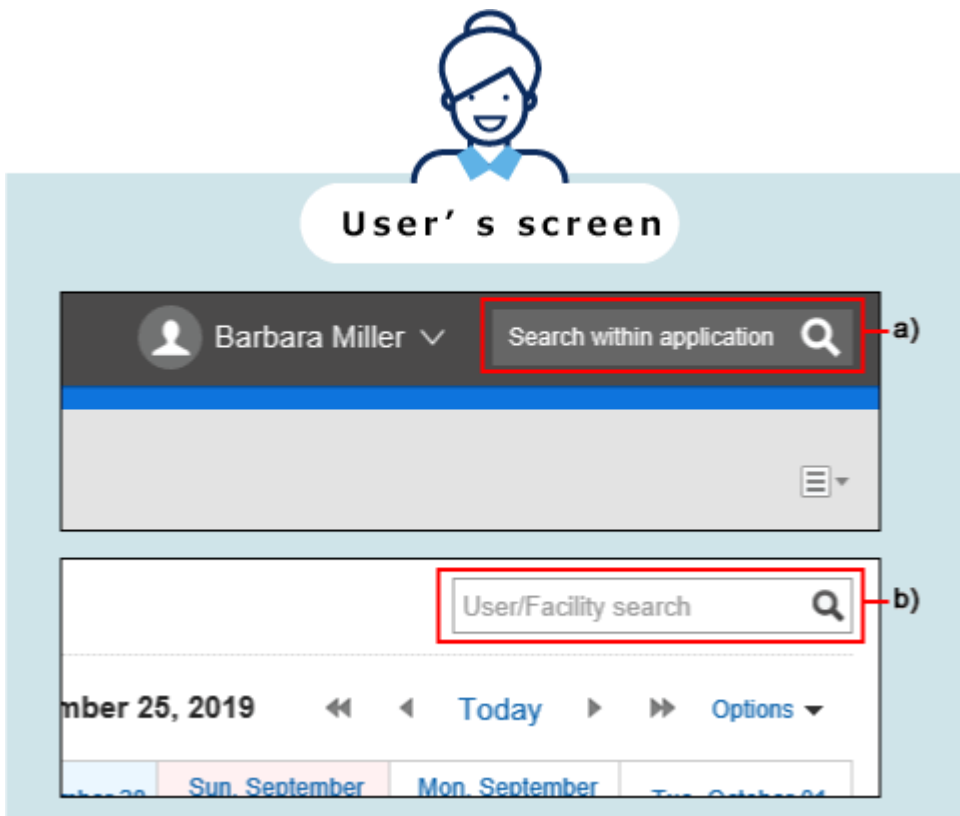 User’ s screen
Barbara Miller
Search within application
a)
User/Facility search
b)
mber 25, 2019
Today
Options
Sun, September
Mon, September